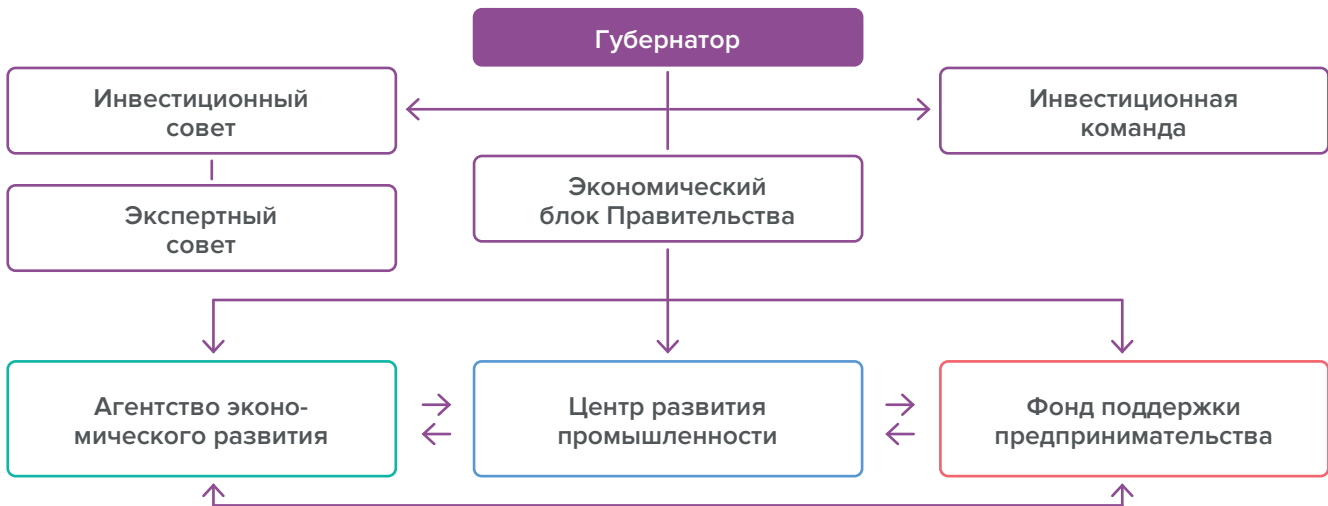 Губернатор
Инвестиционный
совет
Инвестиционная
команда
Экспертный
совет
Экономический
блок Правительства
Агентство эконо-
мического развития
Центр развития
промышленности
Фонд поддержки
предпринимательства